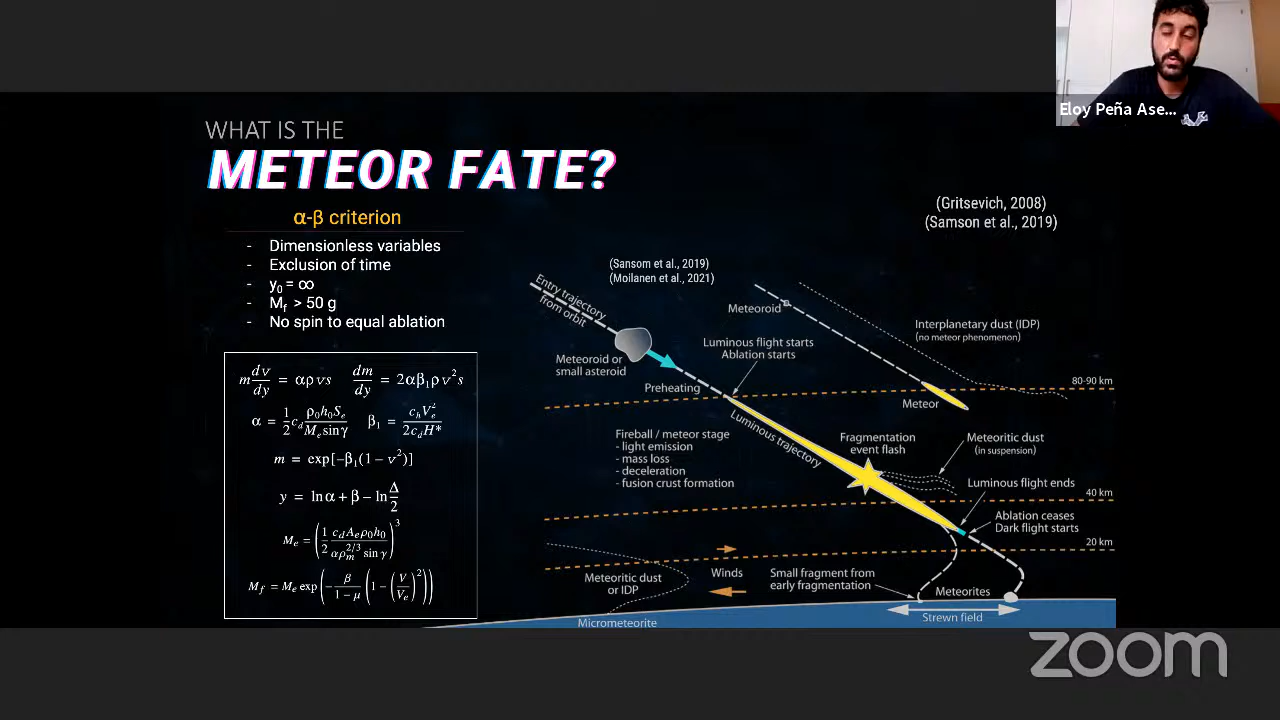 Eloy Peña Ase...
WHAT IS THE
METEOR FATE?
α-β criterion
- Dimensionless variables
- Exclusion of time
- y₀ = ∞
- M_f > 50 g
- No spin to equal ablation
m dv/dy = αρvs dm/dy = 2αβ₁ρv²s
α = 1/2 c_d ρ₀h₀S_e/M_e sinγ β₁ = c_h V_e²/2c_d H*
m = exp[-β₁(1 − v²)]
y = lnα + β − ln Δ/2
M_e = (1/2 c_d A_e ρ₀h₀/αρ_m^{2/3} sin γ)³
M_f = M_e exp(−β/1−μ (1−(V/V_e)²))
(Gritsevich, 2008)
(Samson et al., 2019)
(Sansom et al., 2019)
(Moilanen et al., 2021)
Entry trajectory
from orbit
Meteoroid or
small asteroid
Preheating
Luminous flight starts
Ablation starts
Meteoroid
Interplanetary dust (IDP)
(no meteor phenomenon)
80-90 km
Meteor
Luminous trajectory
Fireball / meteor stage
- light emission
- mass loss
- deceleration
- fusion crust formation
Fragmentation
event flash
Meteoritic dust
(in suspension)
Luminous flight ends
40 km
Ablation ceases
Dark flight starts
20 km
Meteoritic dust
or IDP
Winds
Small fragment from
early fragmentation
Meteorites
Strewn field
Micrometeorite
zoom